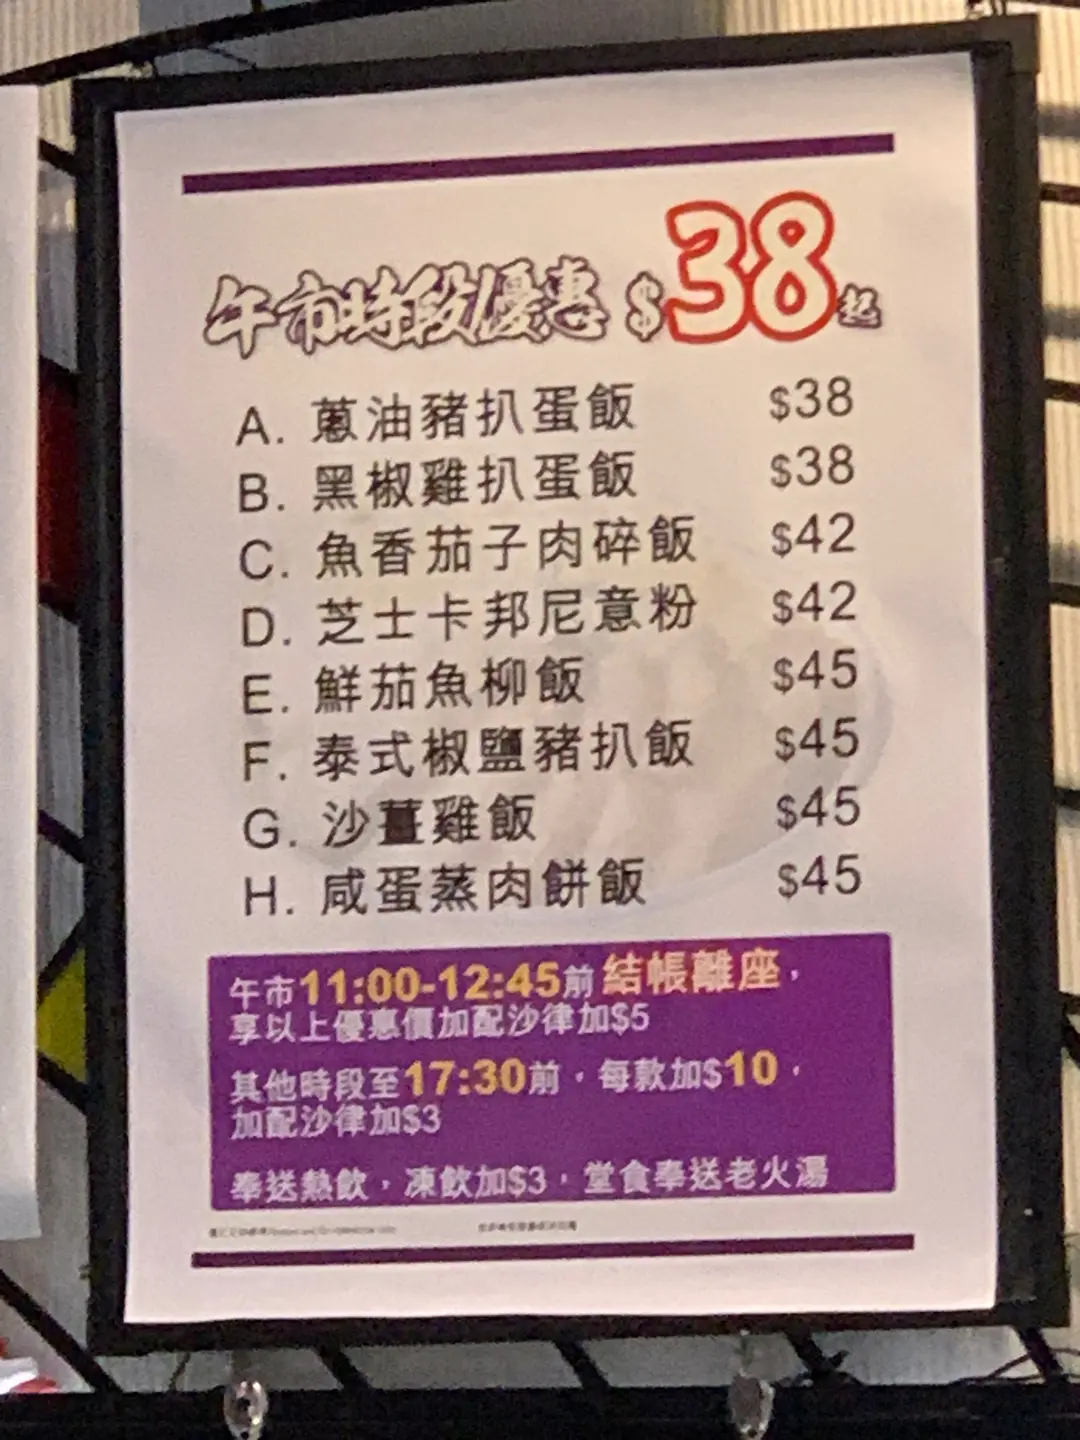 午市時段優惠 $38起
A. 蔥油豬扒蛋飯 $38
B. 黑椒雞扒蛋飯 $38
C. 魚香茄子肉碎飯 $42
D. 芝士卡邦尼意粉 $42
E. 鮮茄魚柳飯 $45
F. 泰式椒鹽豬扒飯 $45
G. 沙薑雞飯 $45
H. 咸蛋蒸肉餅飯 $45
午市11:00-12:45前結帳離座，
享以上優惠價加配沙律加$5
其他時段至17:30前，每款加$10，
加配沙律加$3
奉送熱飲，凍飲加$3，堂食奉送老火湯